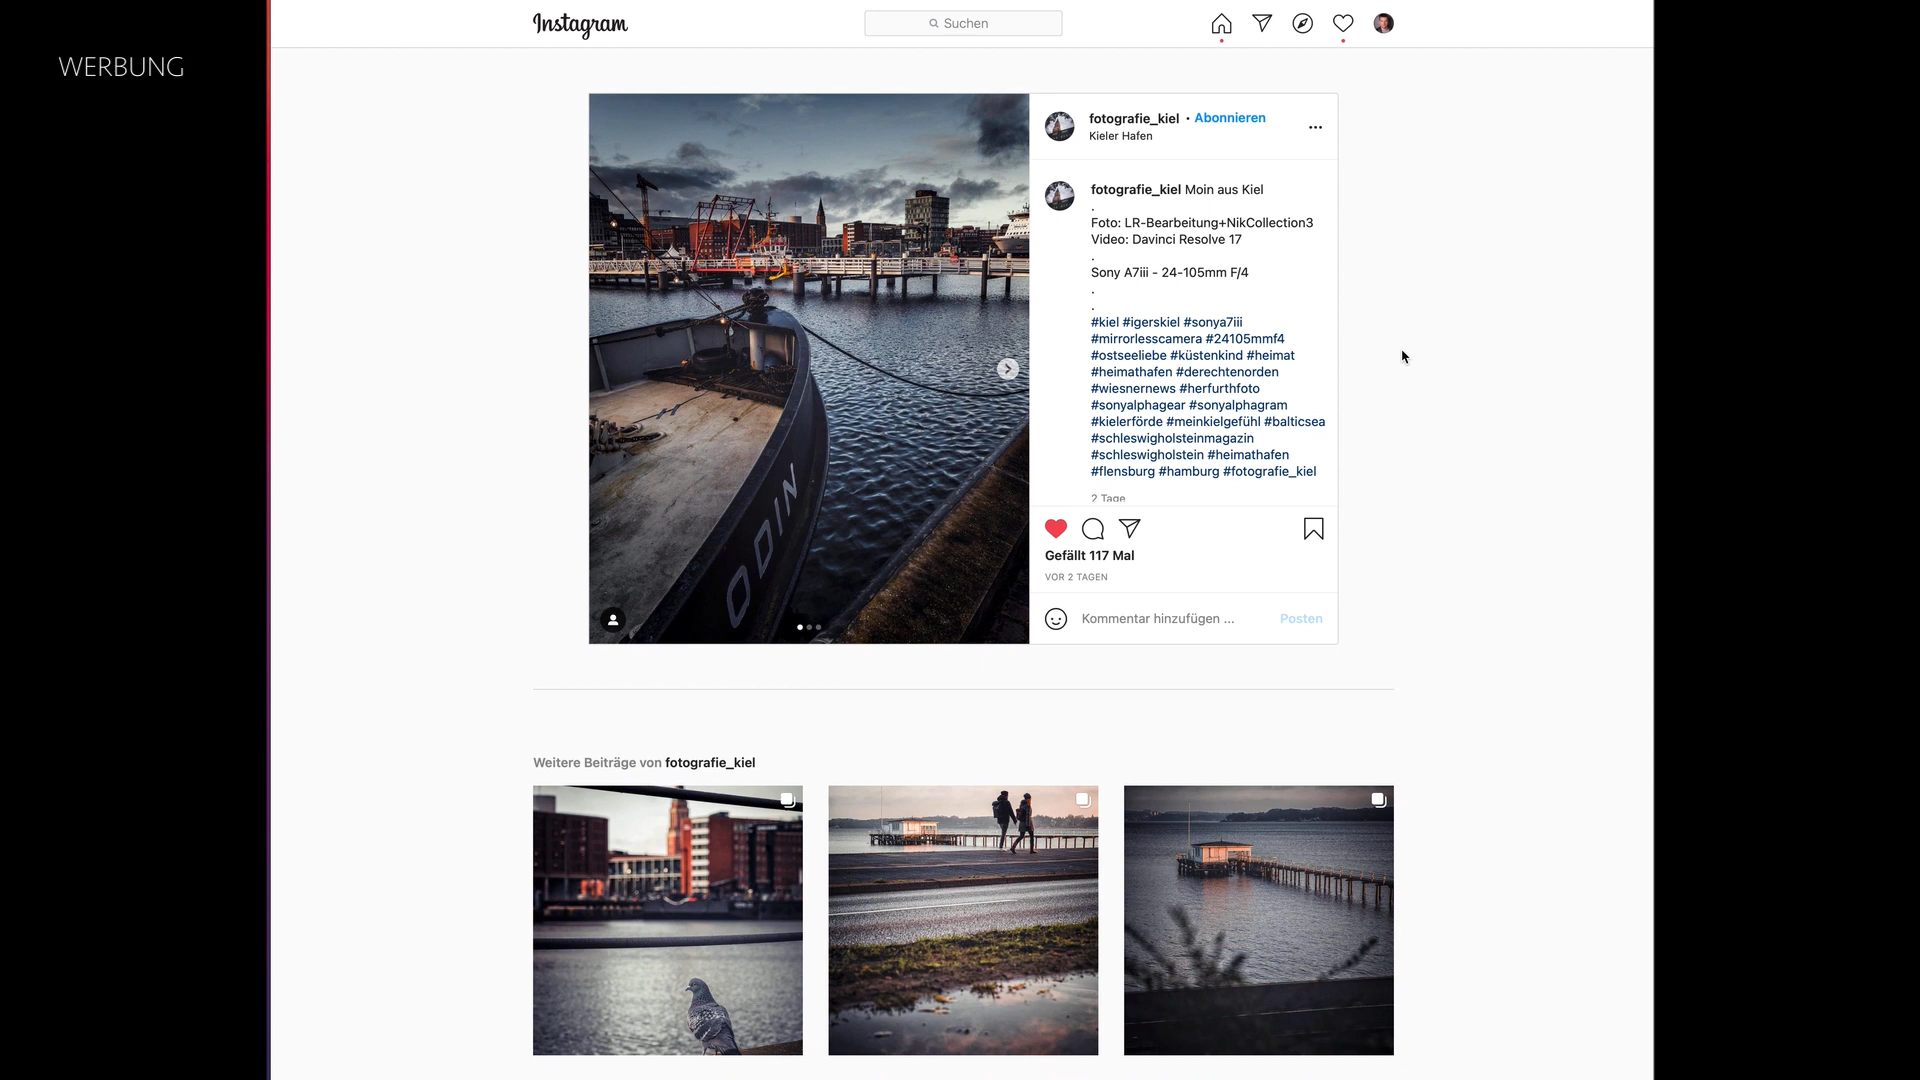 WERBUNG
Instagram
Suchen
fotografie_kiel • Abonnieren
Kieler Hafen
fotografie_kiel Moin aus Kiel
.
Foto: LR-Bearbeitung+NikCollection3
Video: Davinci Resolve 17
.
Sony A7iii - 24-105mm F/4
.
.
#kiel #igerskiel #sonya7iii
#mirrorlesscamera #24105mmf4
#ostseeliebe #küstenkind #heimat
#heimathafen #derechtenorden
#wiesnernews #herfurthfoto
#sonyalphagear #sonyalphagram
#kielerförde #meinkielgefühl #balticsea
#schleswigholsteinmagazin
#schleswigholstein #heimathafen
#flensburg #hamburg #fotografie_kiel
2 Tage
Gefällt 117 Mal
VOR 2 TAGEN
Kommentar hinzufügen ... Posten
ODIN
Weitere Beiträge von fotografie_kiel